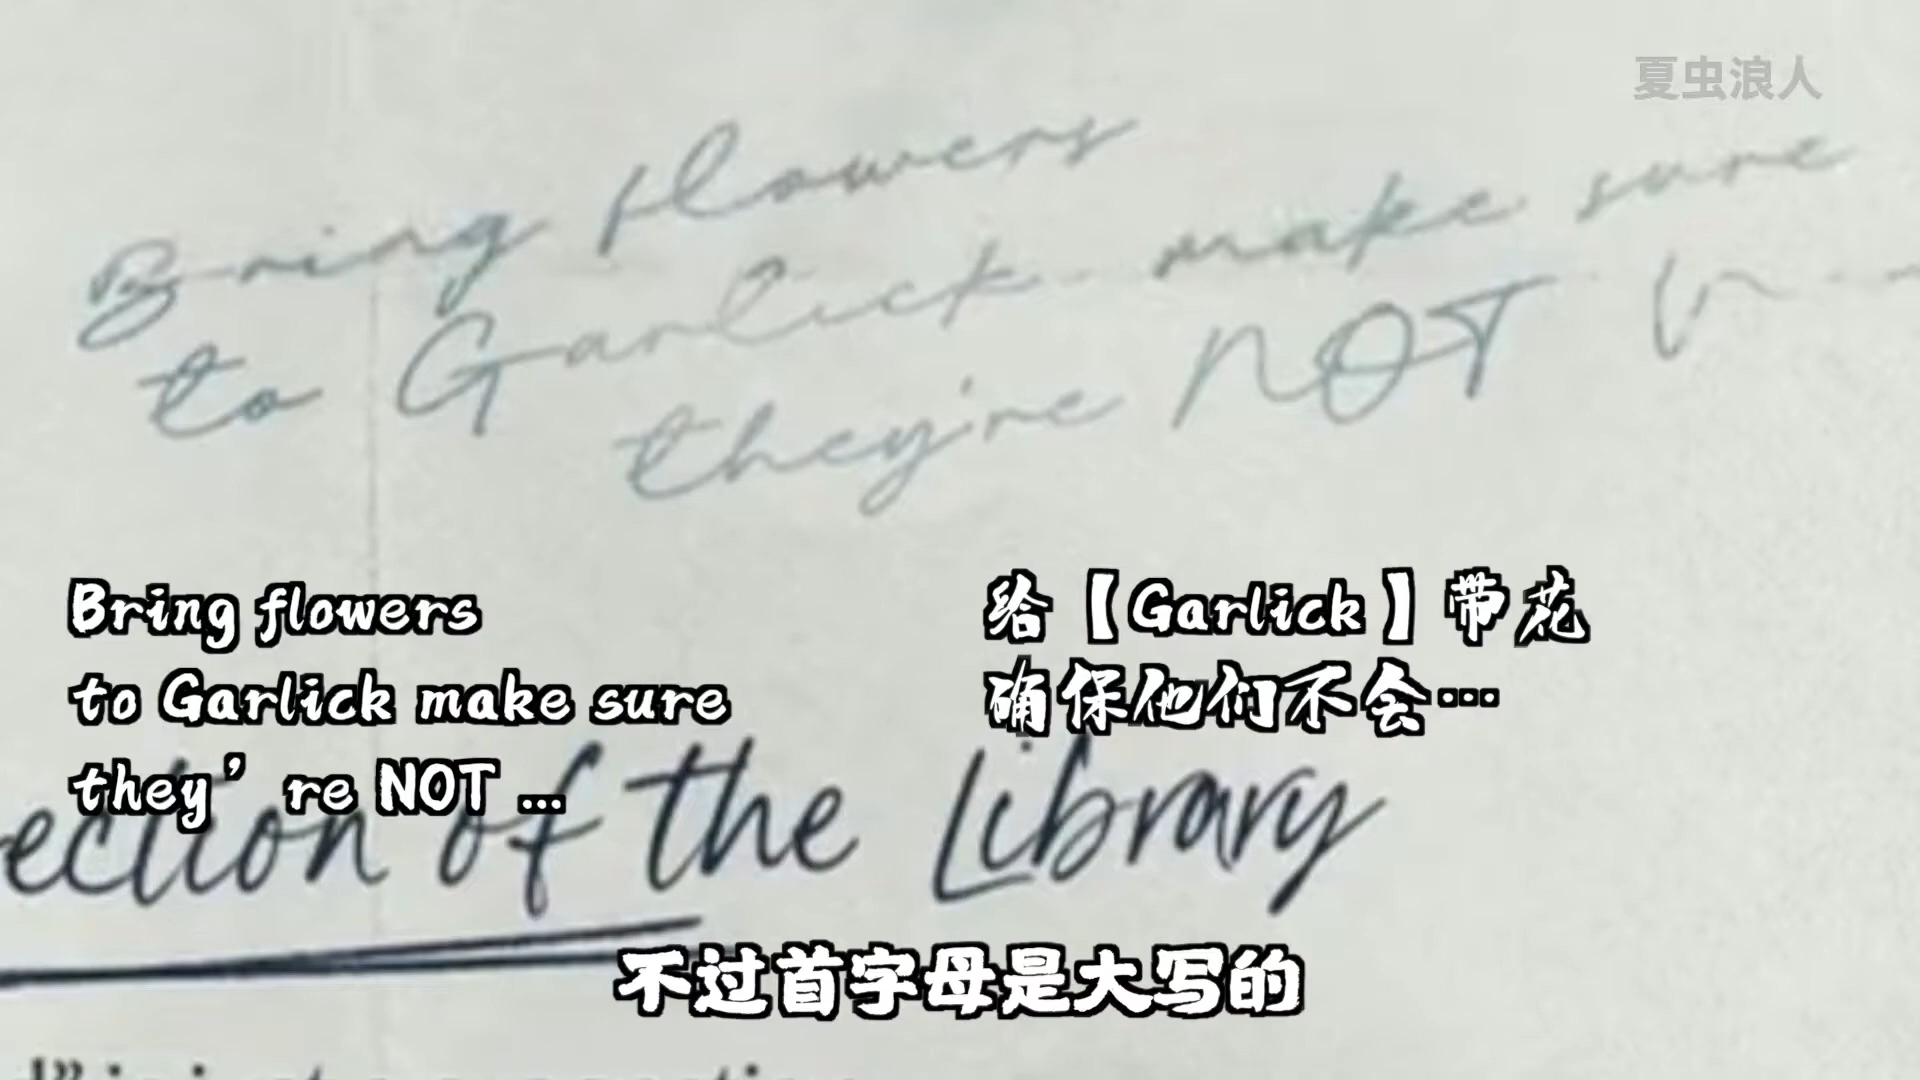 夏虫浪人
Bring flowers
to Garlick make sure
they're NOT
Bring flowers
to Garlick make sure
they’re NOT ...
给【Garlick】带花
确保他们不会…
ection of the Library
不过首字母是大写的